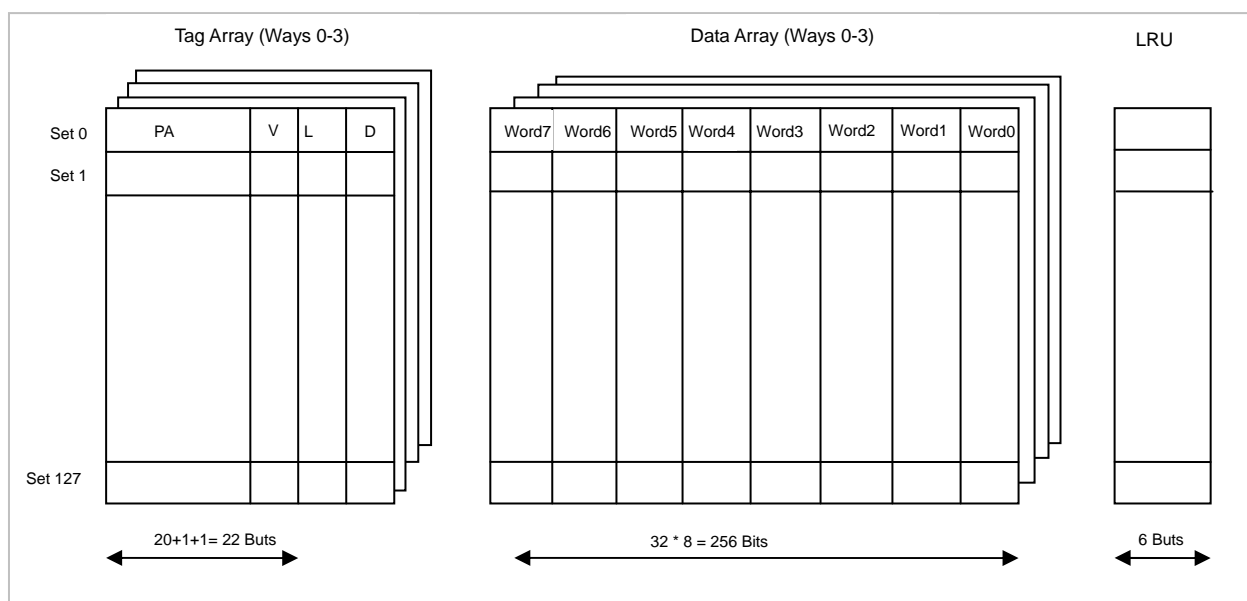 Tag Array (Ways 0-3)
Data Array (Ways 0-3)
LRU
Set 0
PA
V
L
D
Word7
Word6
Word5
Word4
Word3
Word2
Word1
Word0
Set 1
Set 127
20+1+1= 22 Buts
32 * 8 = 256 Bits
6 Buts